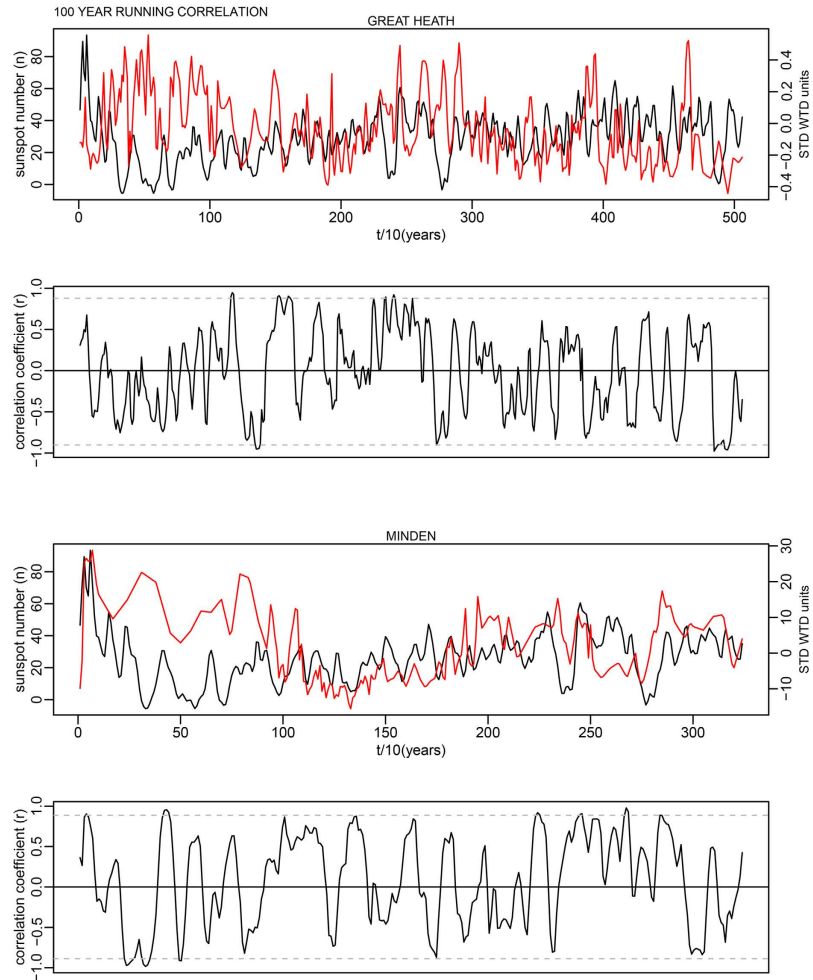 100 YEAR RUNNING CORRELATION
GREAT HEATH
sunspot number (n)
0 20 40 60 80
STD WTD units
−0.4 −0.2 0.0 0.2 0.4
0 100 200 300 400 500
t/10(years)
correlation coefficient (r)
−1.0 −0.5 0.0 0.5 1.0
MINDEN
sunspot number (n)
0 20 40 60 80
STD WTD units
−10 0 10 20 30
0 50 100 150 200 250 300
t/10(years)
correlation coefficient (r)
−1.0 −0.5 0.0 0.5 1.0